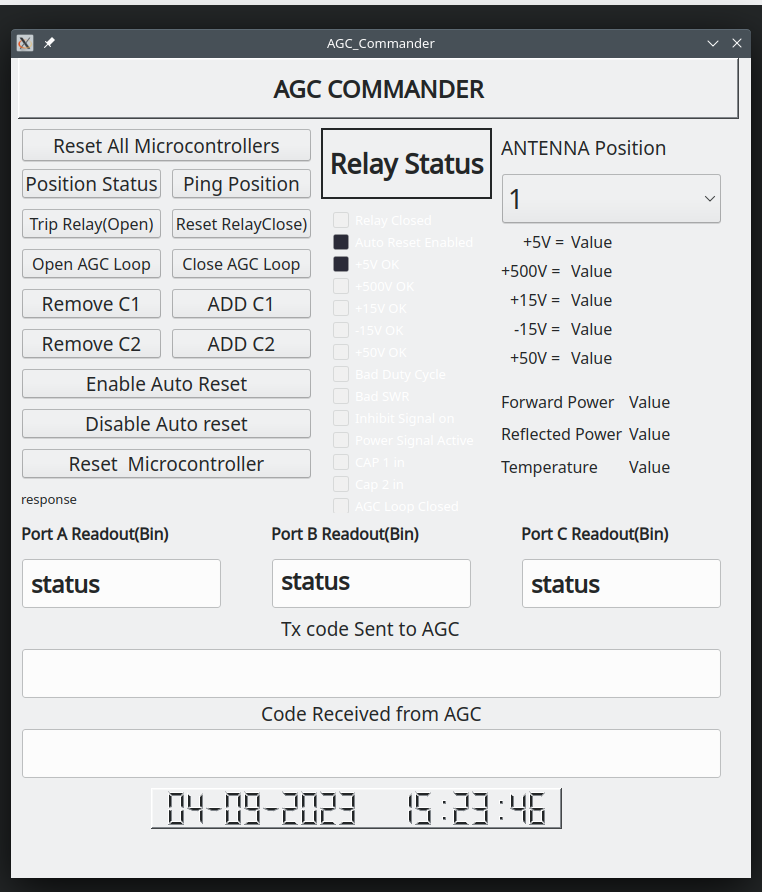 AGC_Commander
AGC COMMANDER
Reset All Microcontrollers
Position Status
Ping Position
Trip Relay(Open)
Reset RelayClose)
Open AGC Loop
Close AGC Loop
Remove C1
ADD C1
Remove C2
ADD C2
Enable Auto Reset
Disable Auto reset
Reset  Microcontroller
response
Relay Status
Relay Closed
Auto Reset Enabled
+5V OK
+500V OK
+15V OK
-15V OK
+50V OK
Bad Duty Cycle
Bad SWR
Inhibit Signal on
Power Signal Active
CAP 1 in
Cap 2 in
AGC Loop Closed
ANTENNA Position
1
+5V = Value
+500V = Value
+15V = Value
-15V = Value
+50V = Value
Forward Power Value
Reflected Power Value
Temperature Value
Port A Readout(Bin)
Port B Readout(Bin)
Port C Readout(Bin)
status
status
status
Tx code Sent to AGC
Code Received from AGC
04-09-2023 15:23:46